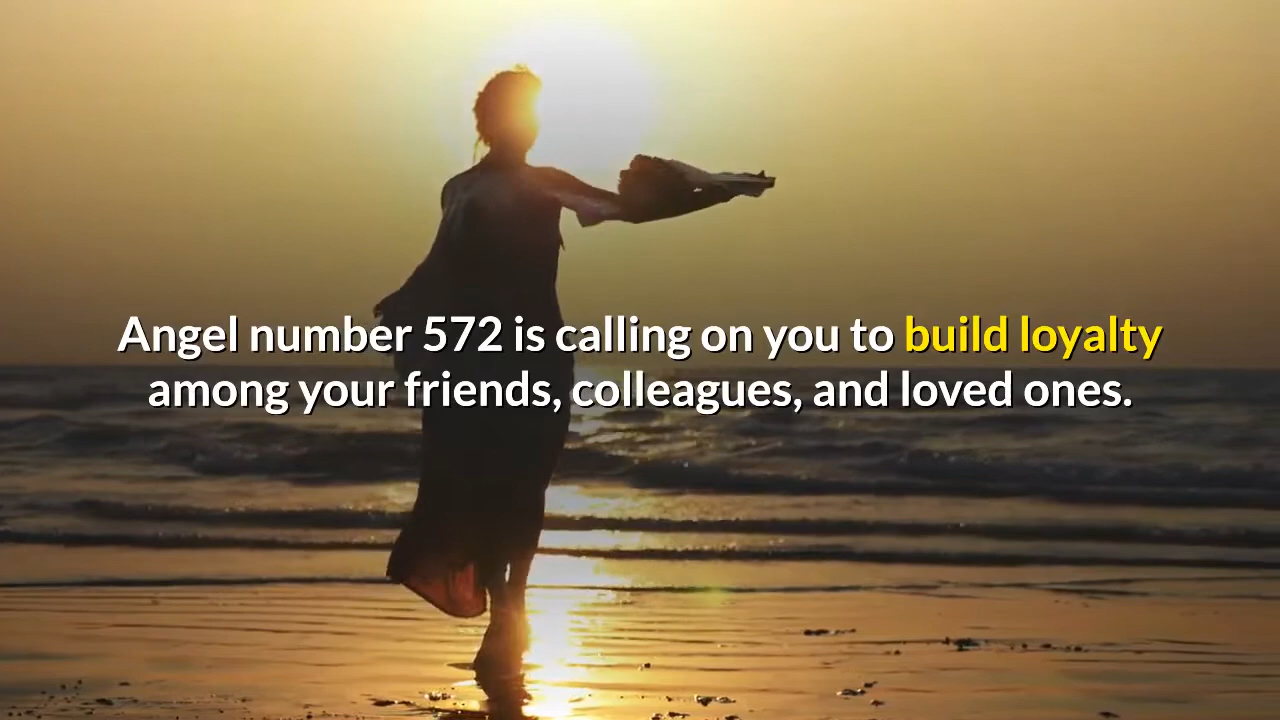 Angel number 572 is calling on you to build loyalty
among your friends, colleagues, and loved ones.